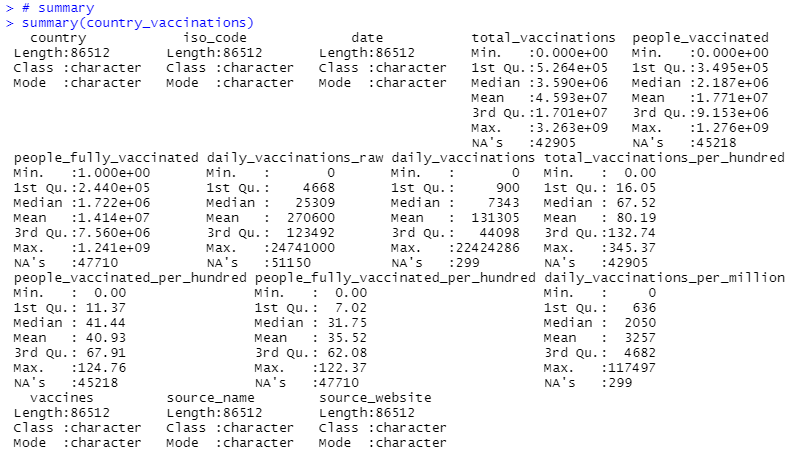 > # summary
> summary(country_vaccinations)
country iso_code date total_vaccinations people_vaccinated
Length:86512 Length:86512 Length:86512 Min. :0.000e+00 Min. :0.000e+00
Class :character Class :character Class :character 1st Qu.:5.264e+05 1st Qu.:3.495e+05
Mode :character Mode :character Mode :character Median :3.590e+06 Median :2.187e+06
Mean :4.593e+07 Mean :1.771e+07
3rd Qu.:1.701e+07 3rd Qu.:9.153e+06
Max. :3.263e+09 Max. :1.276e+09
NA's :42905 NA's :45218
people_fully_vaccinated daily_vaccinations_raw daily_vaccinations total_vaccinations_per_hundred
Min. :1.000e+00 Min. : 0 Min. : 0 Min. : 0.00
1st Qu.:2.440e+05 1st Qu.: 4668 1st Qu.: 900 1st Qu.: 16.05
Median :1.722e+06 Median : 25309 Median : 7343 Median : 67.52
Mean :1.414e+07 Mean : 270600 Mean : 131305 Mean : 80.19
3rd Qu.:7.560e+06 3rd Qu.: 123492 3rd Qu.: 44098 3rd Qu.:132.74
Max. :1.241e+09 Max. :24741000 Max. :22424286 Max. :345.37
NA's :47710 NA's :51150 NA's :299 NA's :42905
people_vaccinated_per_hundred people_fully_vaccinated_per_hundred daily_vaccinations_per_million
Min. : 0.00 Min. : 0.00 Min. : 0
1st Qu.: 11.37 1st Qu.: 7.02 1st Qu.: 636
Median : 41.44 Median : 31.75 Median : 2050
Mean : 40.93 Mean : 35.52 Mean : 3257
3rd Qu.: 67.91 3rd Qu.: 62.08 3rd Qu.: 4682
Max. :124.76 Max. :122.37 Max. :117497
NA's :45218 NA's :47710 NA's :299
vaccines source_name source_website
Length:86512 Length:86512 Length:86512
Class :character Class :character Class :character
Mode :character Mode :character Mode :character